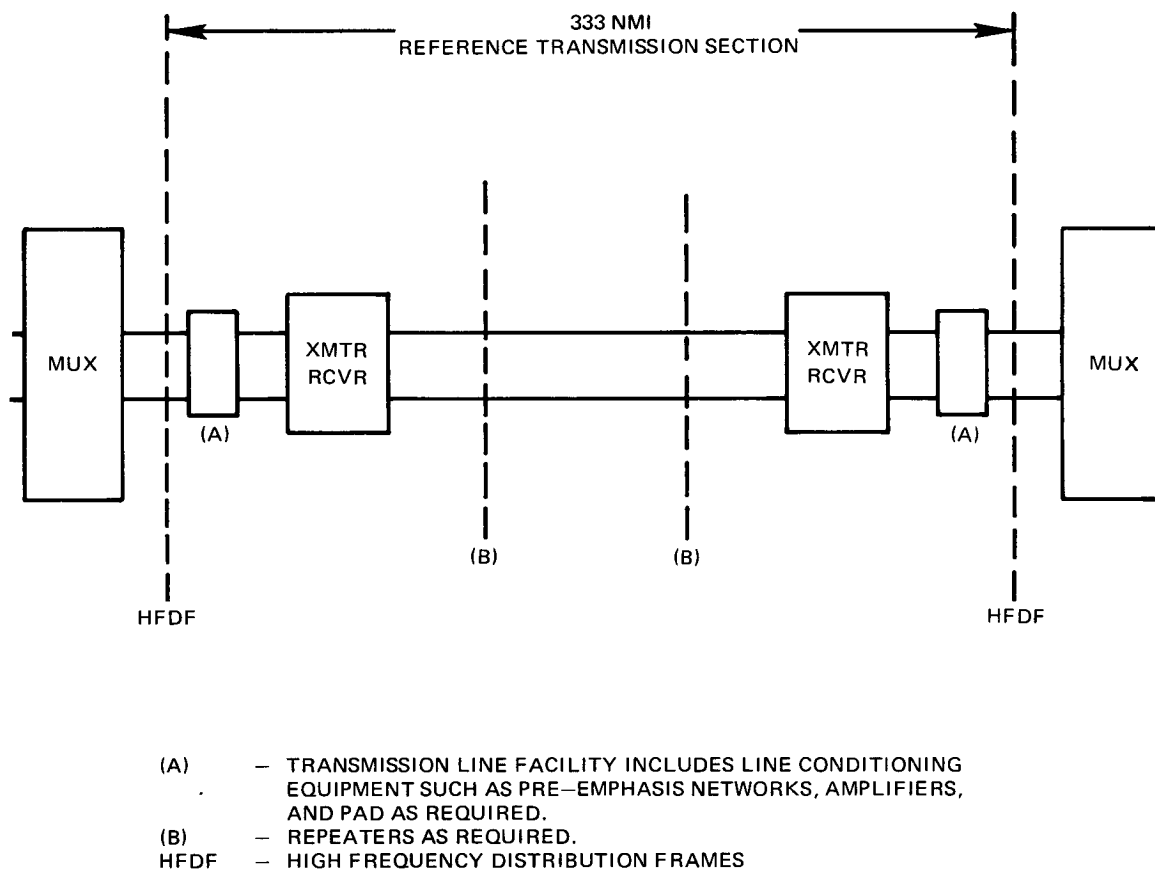 333 NMI
REFERENCE TRANSMISSION SECTION
MUX
XMTR
RCVR
XMTR
RCVR
MUX
(A)
(A)
(B)
(B)
HFDF
HFDF
(A) – TRANSMISSION LINE FACILITY INCLUDES LINE CONDITIONING
EQUIPMENT SUCH AS PRE–EMPHASIS NETWORKS, AMPLIFIERS,
AND PAD AS REQUIRED.
(B) – REPEATERS AS REQUIRED.
HFDF – HIGH FREQUENCY DISTRIBUTION FRAMES